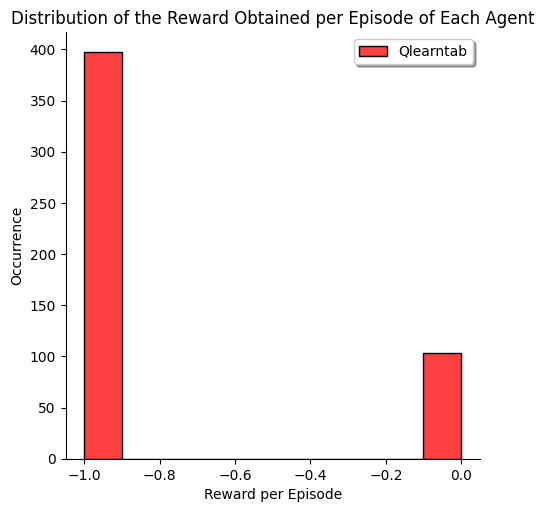 Distribution of the Reward Obtained per Episode of Each Agent
Qlearntab
400
350
300
250
200
150
100
50
0
Occurrence
−1.0 −0.8 −0.6 −0.4 −0.2 0.0
Reward per Episode